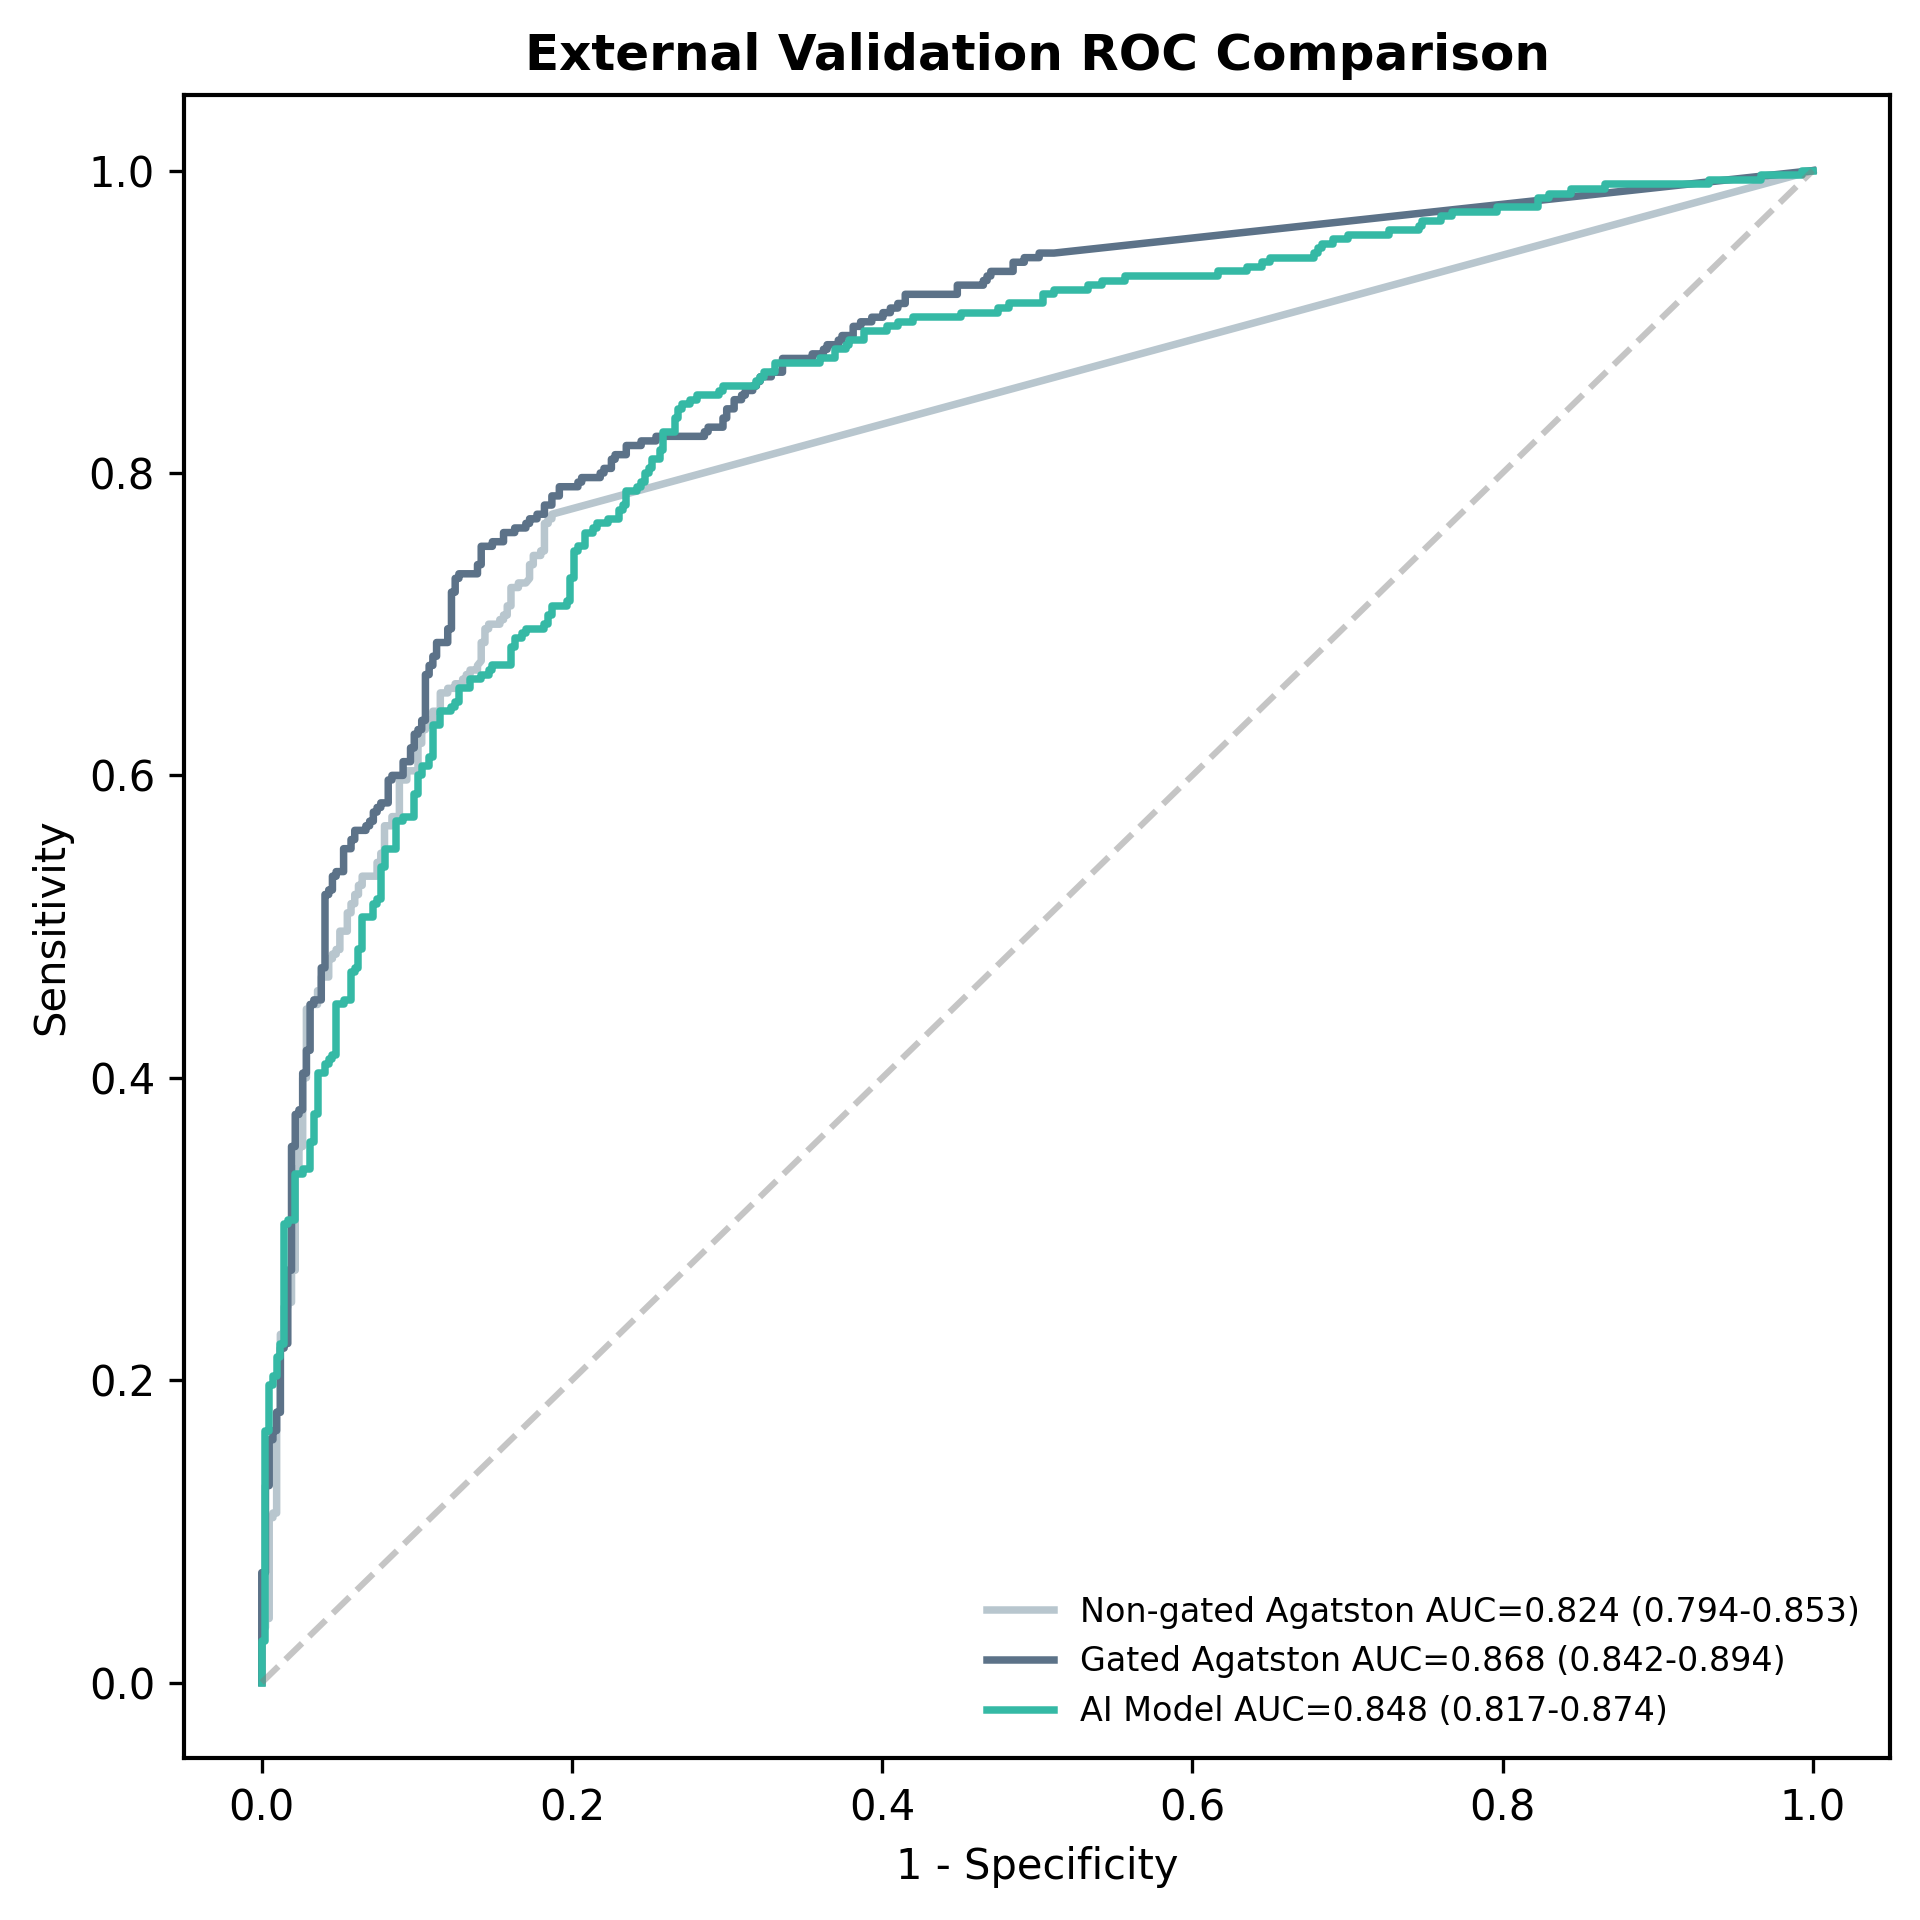 External Validation ROC Comparison
1.0
0.8
0.6
0.4
0.2
0.0
Sensitivity
Non-gated Agatston AUC=0.824 (0.794-0.853)
Gated Agatston AUC=0.868 (0.842-0.894)
AI Model AUC=0.848 (0.817-0.874)
0.0 0.2 0.4 0.6 0.8 1.0
1 - Specificity